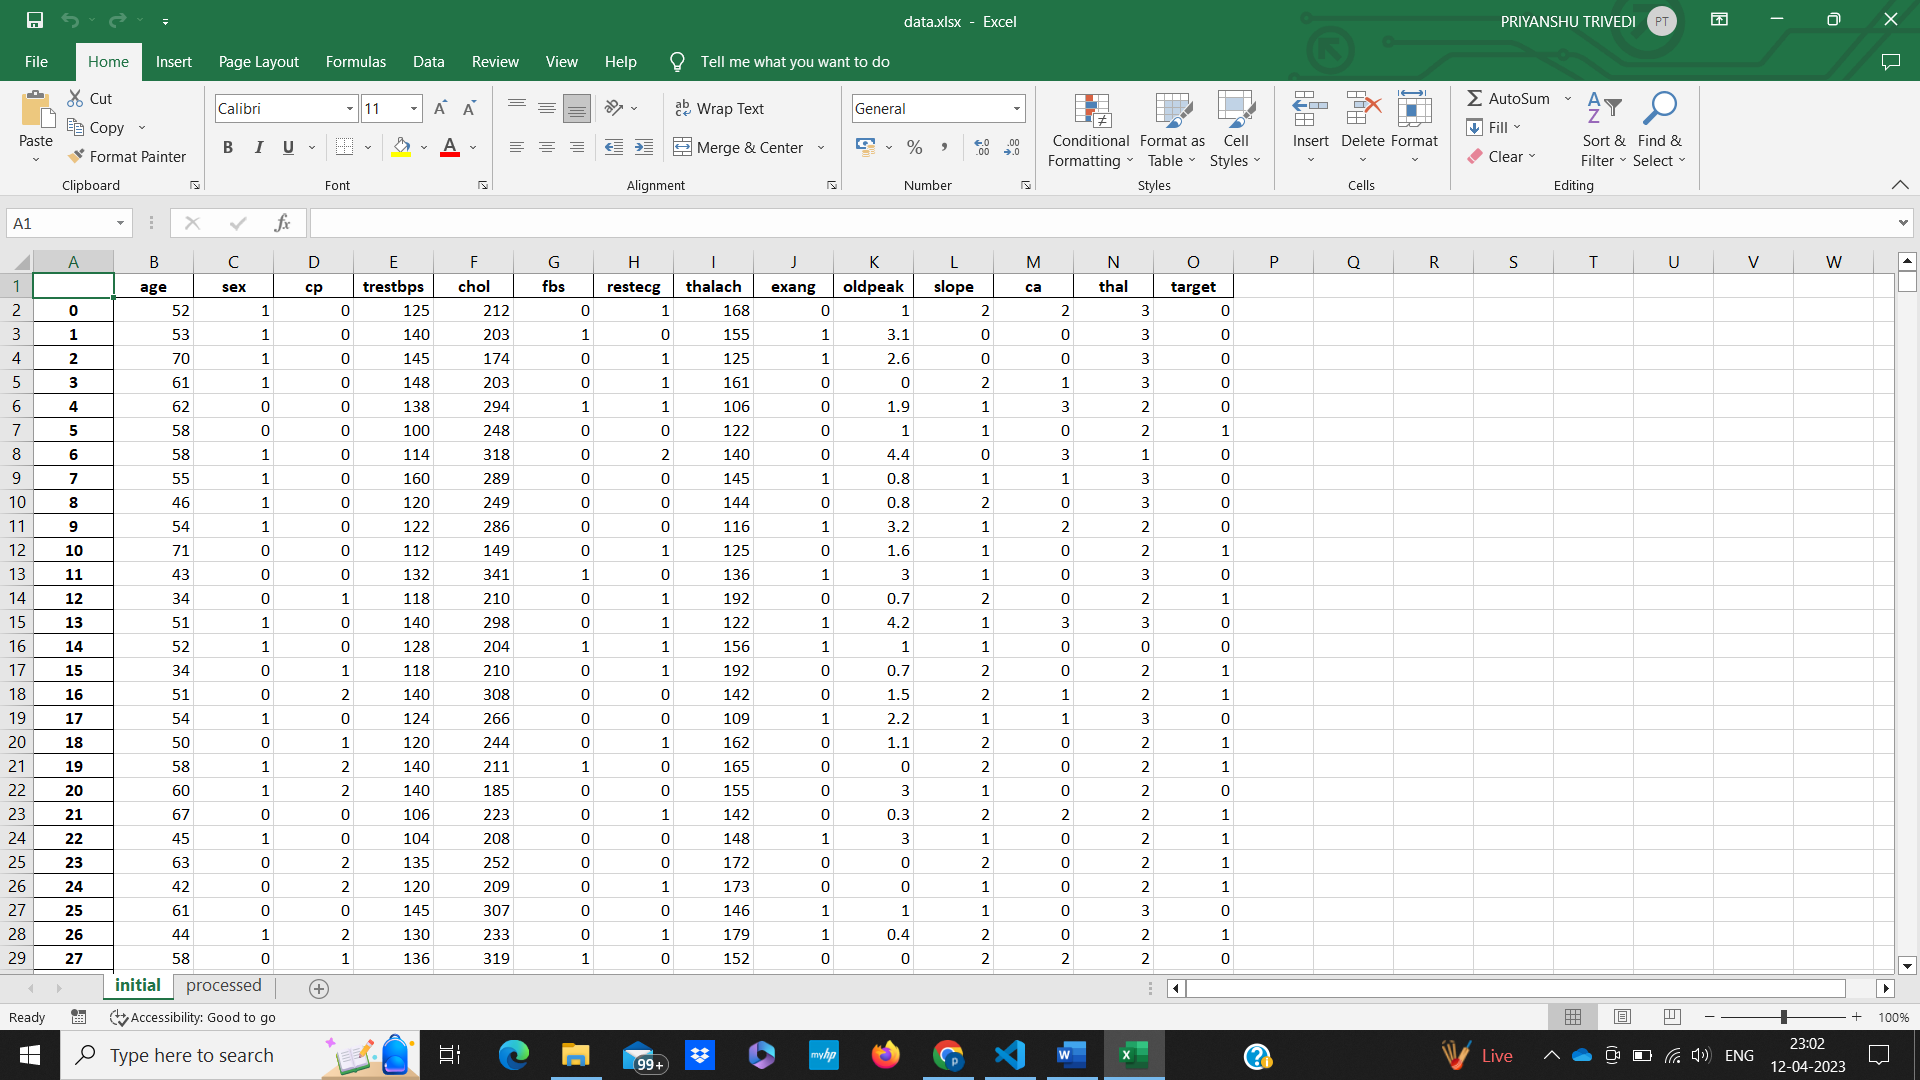 data.xlsx - Excel
PRIYANSHU TRIVEDI PT
File Home Insert Page Layout Formulas Data Review View Help Tell me what you want to do
Paste
Cut
Copy
Format Painter
Clipboard
Calibri 11
B I U A
Font
Wrap Text
Merge & Center
Alignment
General
% ,
Number
Conditional Formatting
Format as Table
Cell Styles
Styles
Insert Delete Format
Cells
AutoSum
Fill
Clear
Sort & Filter
Find & Select
Editing
A1 fx
A B C D E F G H I J K L M N O P Q R S T U V W
1 age sex cp trestbps chol fbs restecg thalach exang oldpeak slope ca thal target
2 0 52 1 0 125 212 0 1 168 0 1 2 2 3 0
3 1 53 1 0 140 203 1 0 155 1 3.1 0 0 3 0
4 2 70 1 0 145 174 0 1 125 1 2.6 0 0 3 0
5 3 61 1 0 148 203 0 1 161 0 0 2 1 3 0
6 4 62 0 0 138 294 1 1 106 0 1.9 1 3 2 0
7 5 58 0 0 100 248 0 0 122 0 1 1 0 2 1
8 6 58 1 0 114 318 0 2 140 0 4.4 0 3 1 0
9 7 55 1 0 160 289 0 0 145 1 0.8 1 1 3 0
10 8 46 1 0 120 249 0 0 144 0 0.8 2 0 3 0
11 9 54 1 0 122 286 0 0 116 1 3.2 1 2 2 0
12 10 71 0 0 112 149 0 1 125 0 1.6 1 0 2 1
13 11 43 0 0 132 341 1 0 136 1 3 1 0 3 0
14 12 34 0 1 118 210 0 1 192 0 0.7 2 0 2 1
15 13 51 1 0 140 298 0 1 122 1 4.2 1 3 3 0
16 14 52 1 0 128 204 1 1 156 1 1 1 0 0 0
17 15 34 0 1 118 210 0 1 192 0 0.7 2 0 2 1
18 16 51 0 2 140 308 0 0 142 0 1.5 2 1 2 1
19 17 54 1 0 124 266 0 0 109 1 2.2 1 1 3 0
20 18 50 0 1 120 244 0 1 162 0 1.1 2 0 2 1
21 19 58 1 2 140 211 1 0 165 0 0 2 0 2 1
22 20 60 1 2 140 185 0 0 155 0 3 1 0 2 0
23 21 67 0 0 106 223 0 1 142 0 0.3 2 2 2 1
24 22 45 1 0 104 208 0 0 148 1 3 1 0 2 1
25 23 63 0 2 135 252 0 0 172 0 0 2 0 2 1
26 24 42 0 2 120 209 0 1 173 0 0 1 0 2 1
27 25 61 0 0 145 307 0 0 146 1 1 1 0 3 0
28 26 44 1 2 130 233 0 1 179 1 0.4 2 0 2 1
29 27 58 0 1 136 319 1 0 152 0 0 2 2 2 0
initial processed
Ready Accessibility: Good to go 100%
Type here to search 99+ myhp Live ENG
23:02
12-04-2023